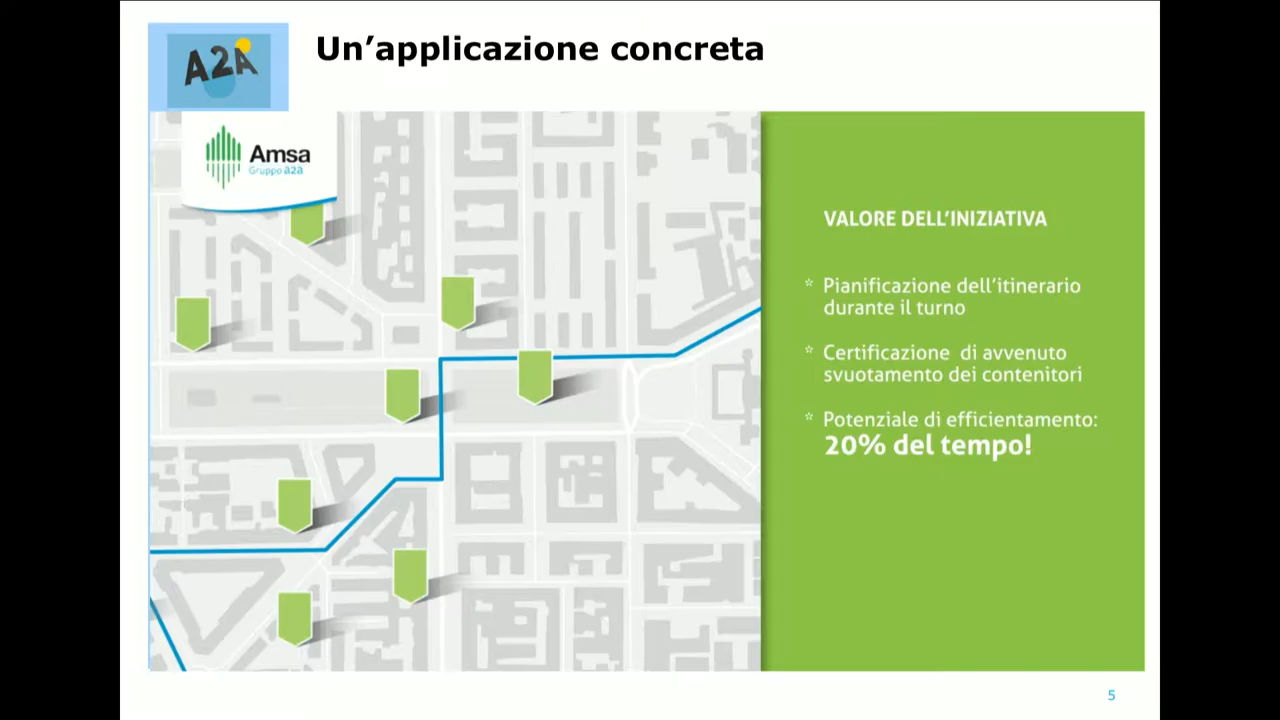 A2A
Un’applicazione concreta
Amsa
Gruppo a2a
VALORE DELL’INIZIATIVA
Pianificazione dell’itinerario
durante il turno
Certificazione di avvenuto
svuotamento dei contenitori
Potenziale di efficientamento:
20% del tempo!
5